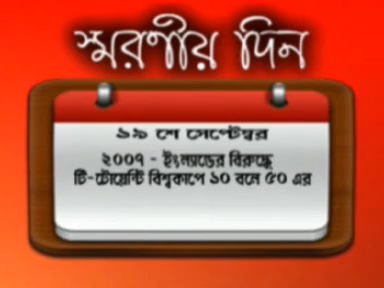 স্মরণীয় দিন
১৯ শে সেপ্টেম্বর
২০০৭ - ইংল্যান্ডের বিরুদ্ধে
টি-টোয়েন্টি বিশ্বকাপে ১০ বলে ৫০ এর